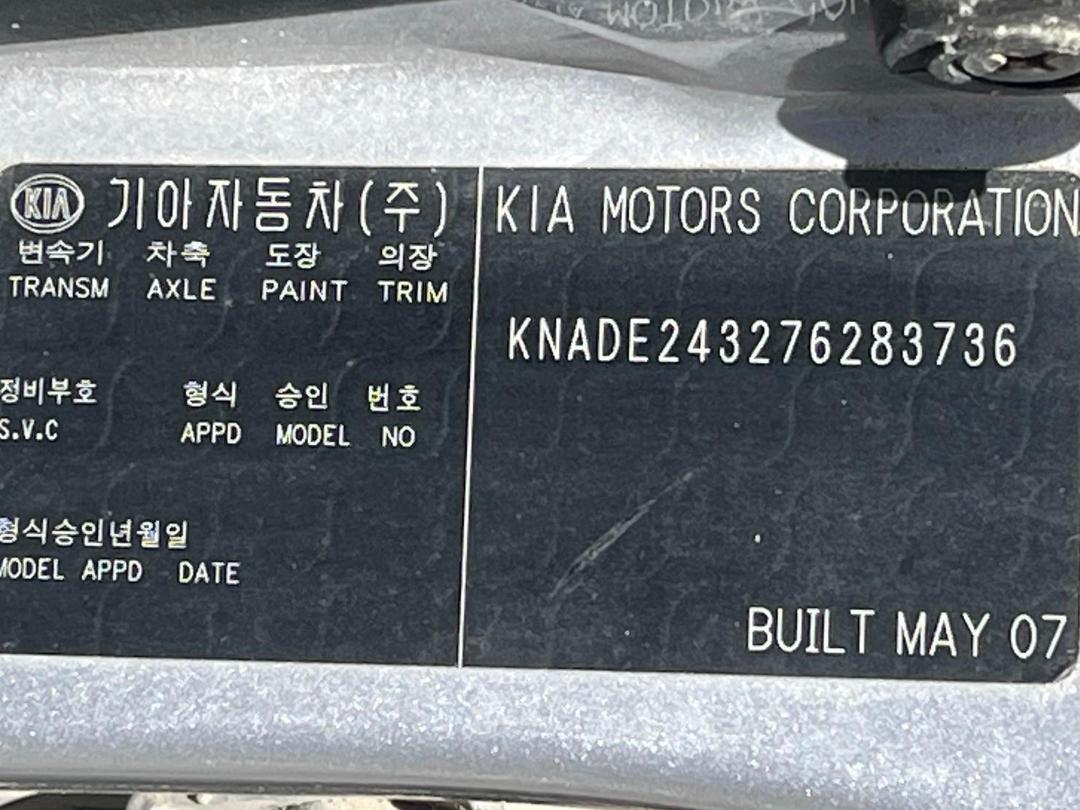 KIA 기아자동차(주)
변속기 차축 도장 의장
TRANSM AXLE PAINT TRIM
정비부호 형식 승인 번호
S.V.C APPD MODEL NO
형식승인년월일
MODEL APPD DATE
KIA MOTORS CORPORATION
KNADE243276283736
BUILT MAY 07